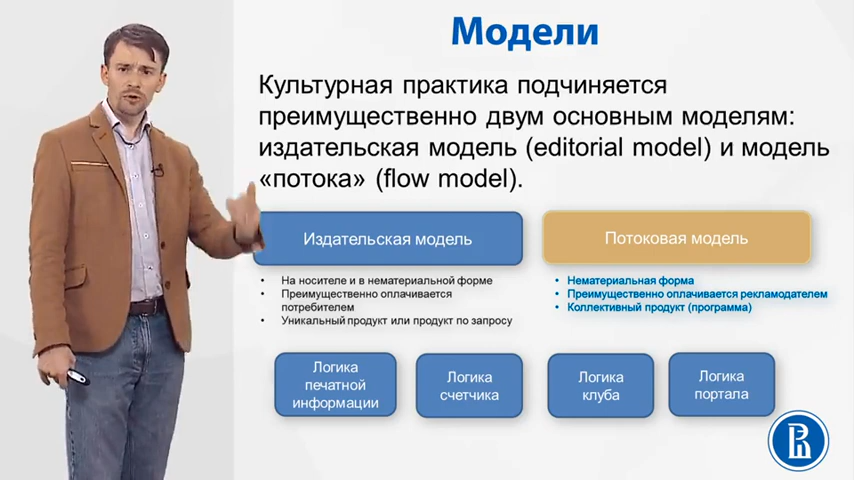 Модели
Культурная практика подчиняется
преимущественно двум основным моделям:
издательская модель (editorial model) и модель
«потока» (flow model).
Издательская модель
Потоковая модель
• На носителе и в нематериальной форме
• Преимущественно оплачивается
потребителем
• Уникальный продукт или продукт по запросу
• Нематериальная форма
• Преимущественно оплачивается рекламодателем
• Коллективный продукт (программа)
Логика
печатной
информации
Логика
счетчика
Логика
клуба
Логика
портала